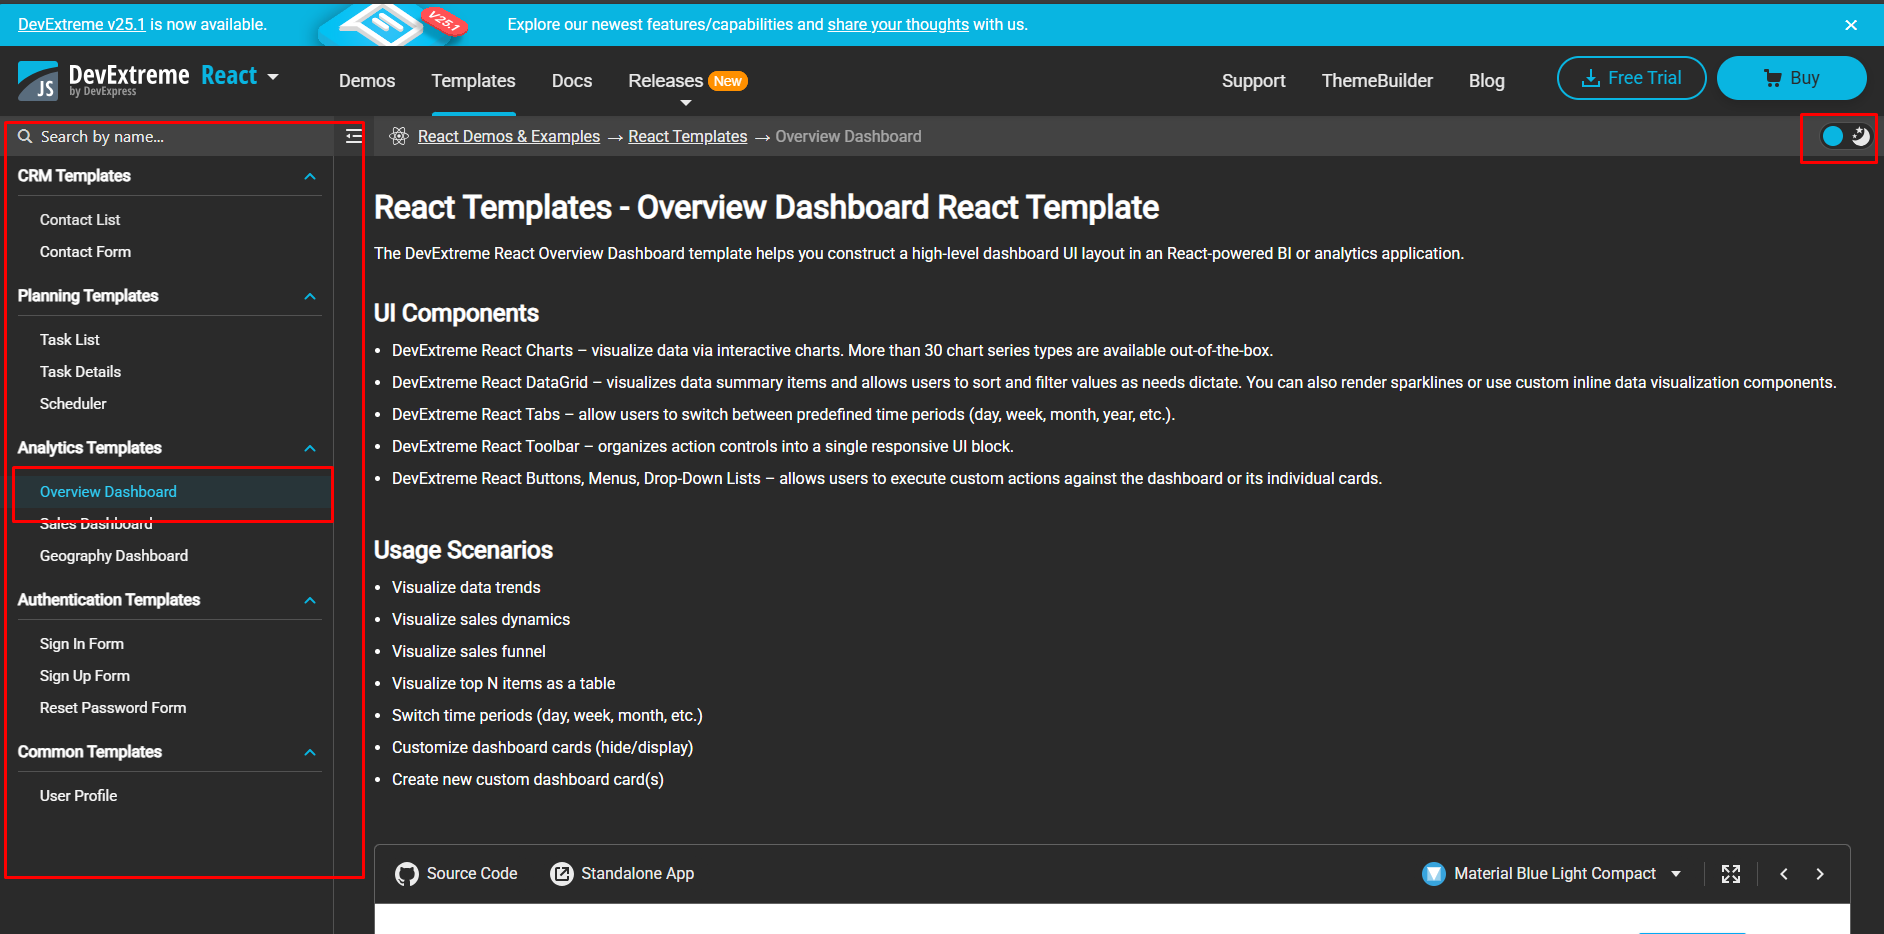 DevExtreme v25.1 is now available.
V25.1
Explore our newest features/capabilities and share your thoughts with us.
JS
DevExtreme React
by DevExpress
Demos
Templates
Docs
Releases New
Support
ThemeBuilder
Blog
Free Trial
Buy
Search by name...
React Demos & Examples → React Templates → Overview Dashboard
CRM Templates
Contact List
Contact Form
Planning Templates
Task List
Task Details
Scheduler
Analytics Templates
Overview Dashboard
Sales Dashboard
Geography Dashboard
Authentication Templates
Sign In Form
Sign Up Form
Reset Password Form
Common Templates
User Profile
React Templates - Overview Dashboard React Template
The DevExtreme React Overview Dashboard template helps you construct a high-level dashboard UI layout in an React-powered BI or analytics application.
UI Components
• DevExtreme React Charts – visualize data via interactive charts. More than 30 chart series types are available out-of-the-box.
• DevExtreme React DataGrid – visualizes data summary items and allows users to sort and filter values as needs dictate. You can also render sparklines or use custom inline data visualization components.
• DevExtreme React Tabs – allow users to switch between predefined time periods (day, week, month, year, etc.).
• DevExtreme React Toolbar – organizes action controls into a single responsive UI block.
• DevExtreme React Buttons, Menus, Drop-Down Lists – allows users to execute custom actions against the dashboard or its individual cards.
Usage Scenarios
• Visualize data trends
• Visualize sales dynamics
• Visualize sales funnel
• Visualize top N items as a table
• Switch time periods (day, week, month, etc.)
• Customize dashboard cards (hide/display)
• Create new custom dashboard card(s)
Source Code
Standalone App
Material Blue Light Compact